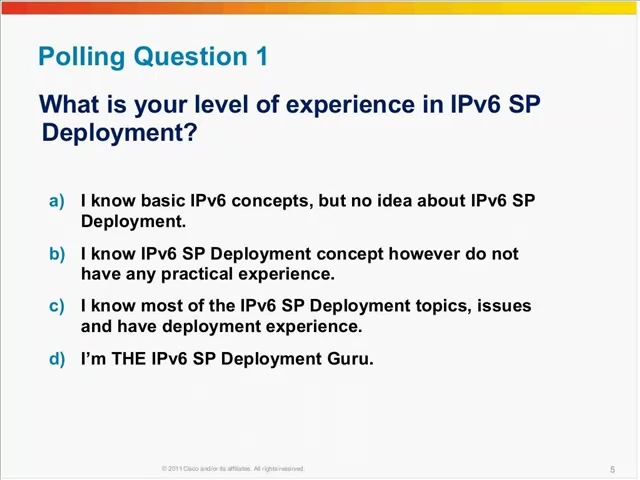 Polling Question 1
What is your level of experience in IPv6 SP
Deployment?
a) I know basic IPv6 concepts, but no idea about IPv6 SP
Deployment.
b) I know IPv6 SP Deployment concept however do not
have any practical experience.
c) I know most of the IPv6 SP Deployment topics, issues
and have deployment experience.
d) I’m THE IPv6 SP Deployment Guru.
© 2011 Cisco and/or its affiliates. All rights reserved.
5